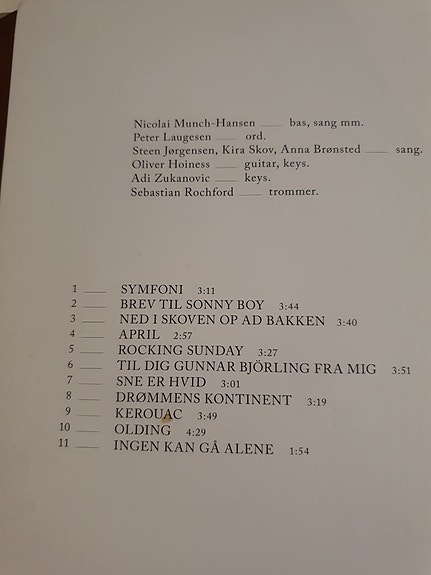 Nicolai Munch-Hansen ___ bas, sang mm.
Peter Laugesen ___ ord.
Steen Jørgensen, Kira Skov, Anna Brønsted ___ sang.
Oliver Hoiness ___ guitar, keys.
Adi Zukanovic ___ keys.
Sebastian Rochford ___ trommer.
1 ___ SYMFONI 3:11
2 ___ BREV TIL SONNY BOY 3:44
3 ___ NED I SKOVEN OP AD BAKKEN 3:40
4 ___ APRIL 2:57
5 ___ ROCKING SUNDAY 3:27
6 ___ TIL DIG GUNNAR BJÖRLING FRA MIG 3:51
7 ___ SNE ER HVID 3:01
8 ___ DRØMMENS KONTINENT 3:19
9 ___ KEROUAC 3:49
10 ___ OLDING 4:29
11 ___ INGEN KAN GÅ ALENE 1:54